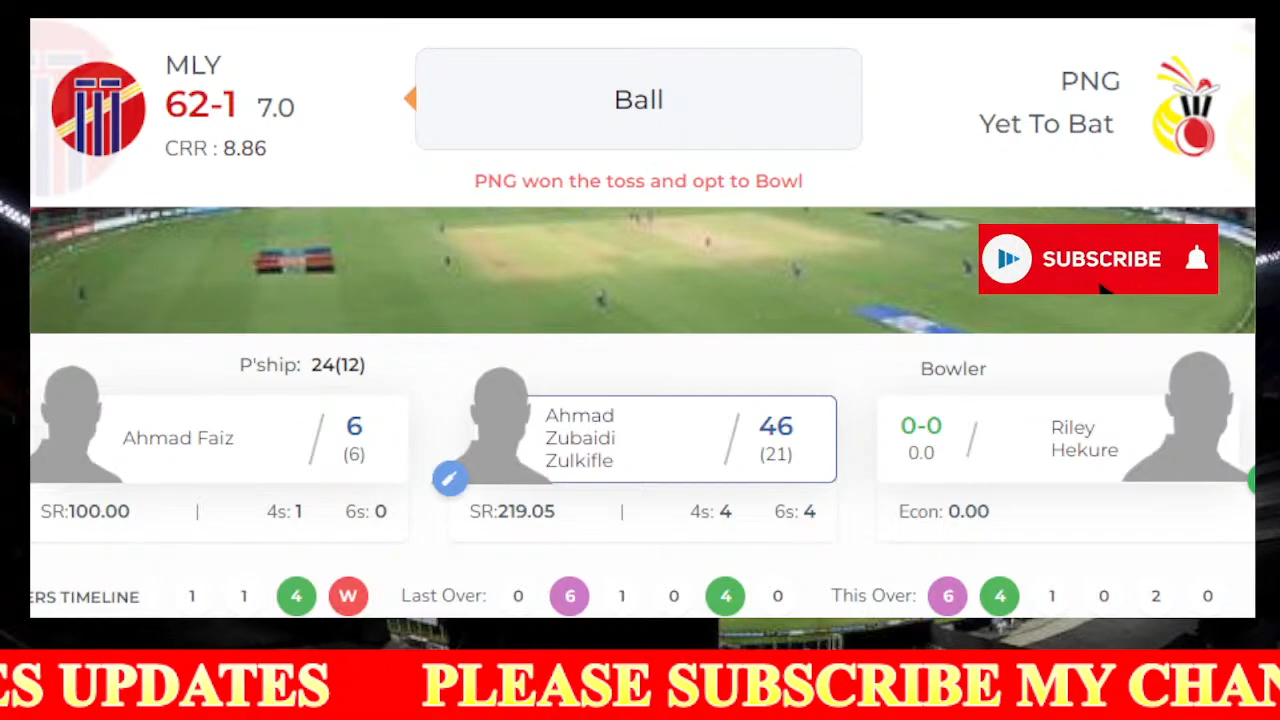 MLY
62-1 7.0
CRR : 8.86
Ball
PNG won the toss and opt to Bowl
PNG
Yet To Bat
SUBSCRIBE
P'ship: 24(12)
Ahmad Faiz
6
(6)
SR:100.00 | 4s: 1 6s: 0
Ahmad
Zubaidi
Zulkifle
46
(21)
SR:219.05 | 4s: 4 6s: 4
Bowler
0-0
0.0
Riley
Hekure
Econ: 0.00
ERS TIMELINE 1 1 4 W Last Over: 0 6 1 0 4 0 This Over: 6 4 1 0 2 0
ES UPDATES PLEASE SUBSCRIBE MY CHAN